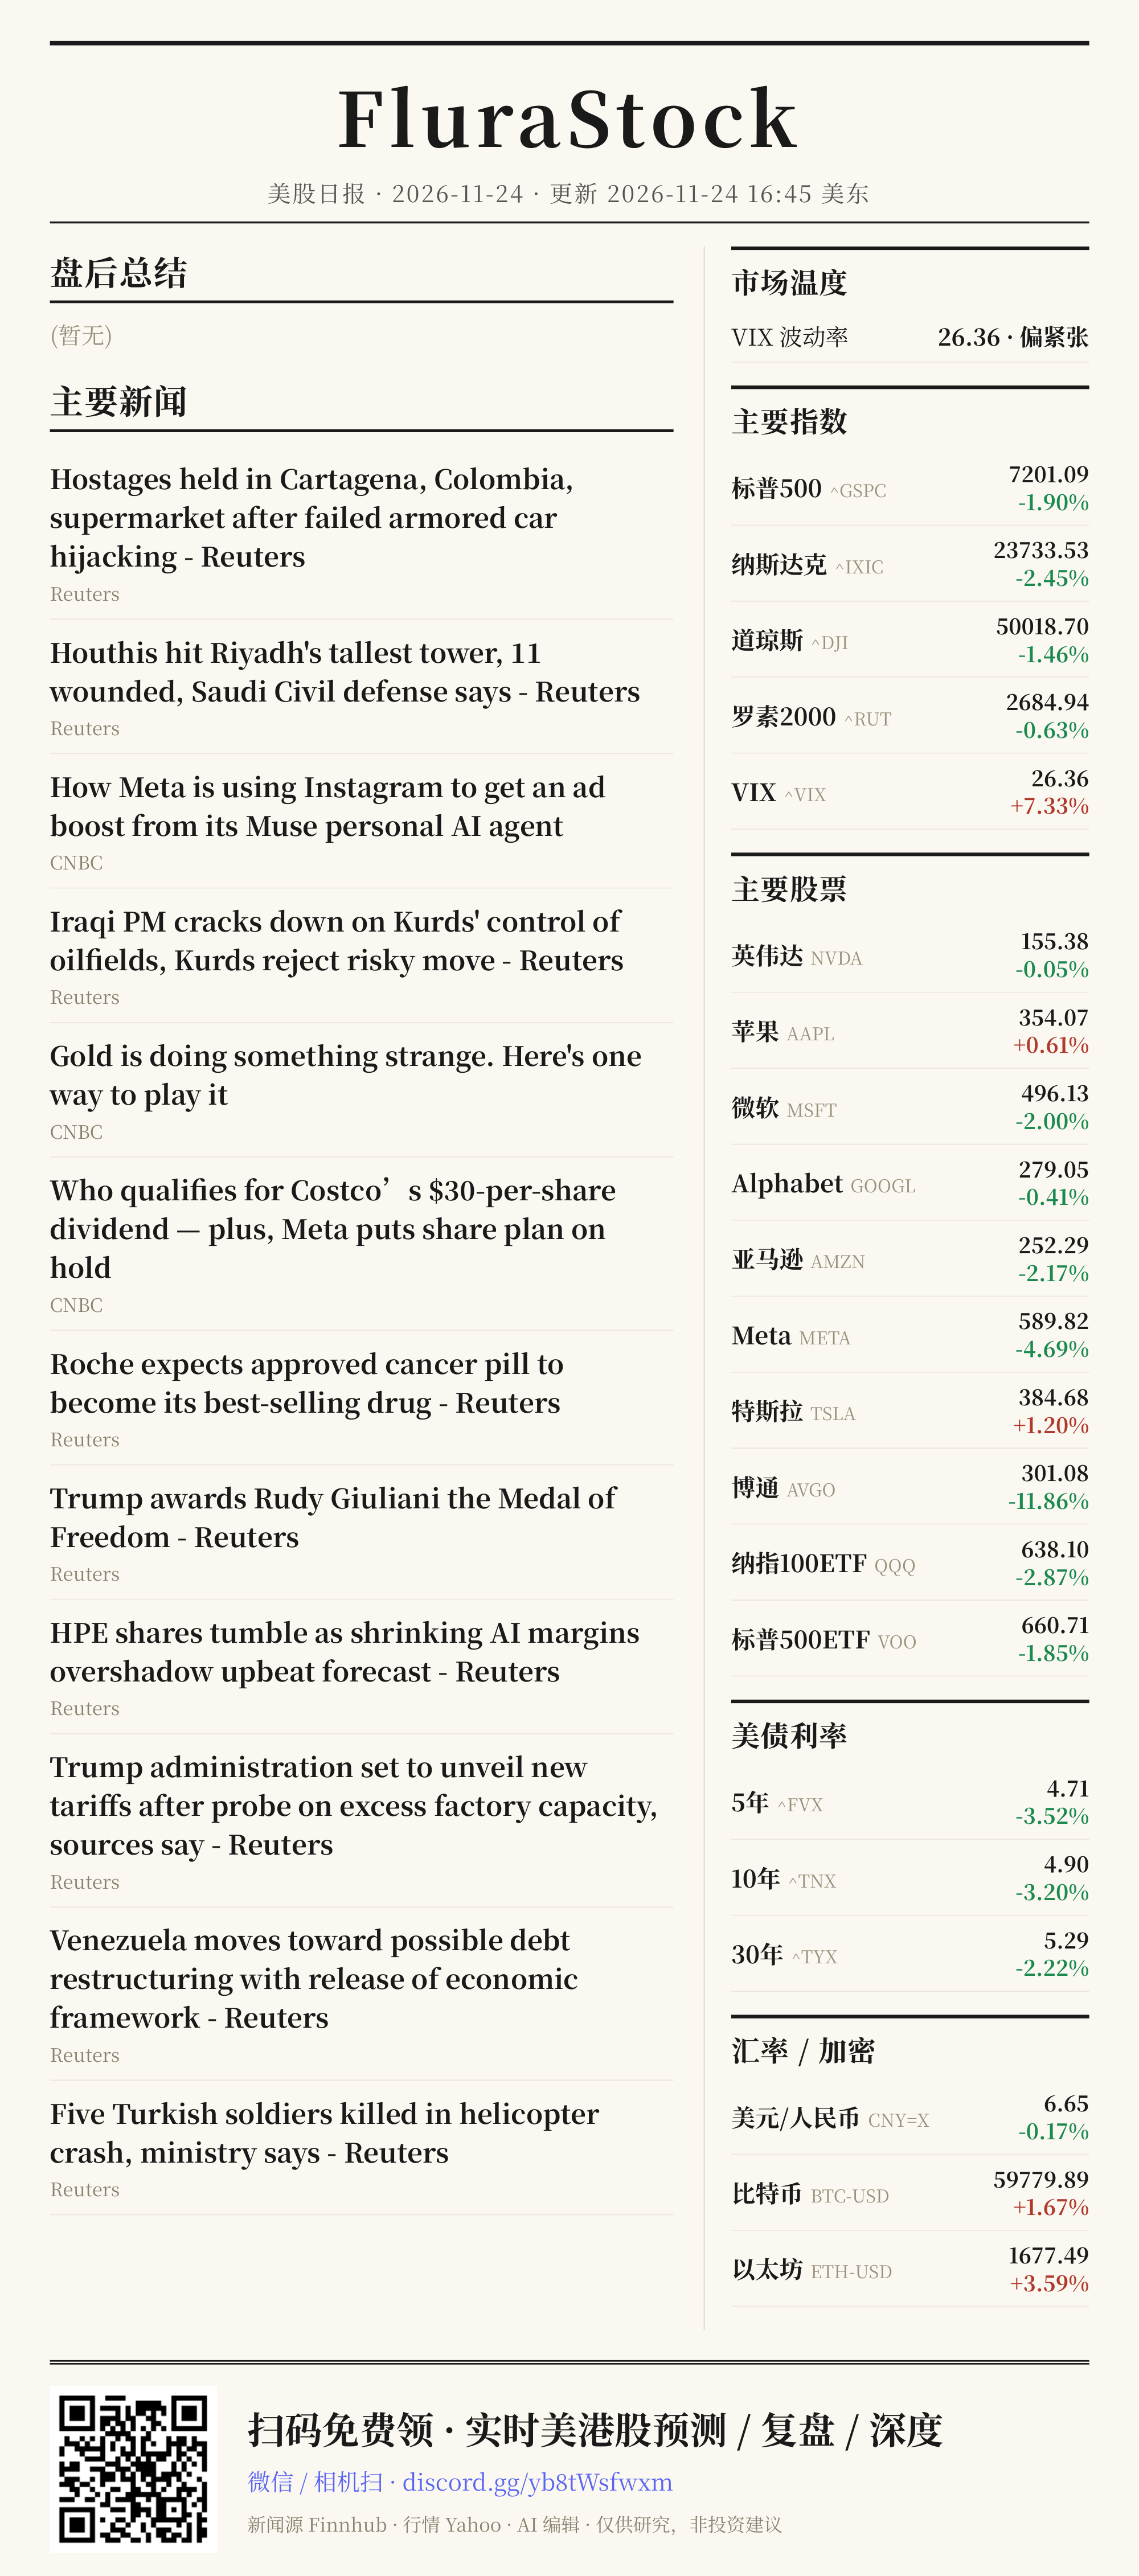 FluraStock
美股日报 · 2026-11-24 · 更新 2026-11-24 16:45 美东
盘后总结
(暂无)
主要新闻
Hostages held in Cartagena, Colombia,
supermarket after failed armored car
hijacking - Reuters
Reuters
Houthis hit Riyadh's tallest tower, 11
wounded, Saudi Civil defense says - Reuters
Reuters
How Meta is using Instagram to get an ad
boost from its Muse personal AI agent
CNBC
Iraqi PM cracks down on Kurds' control of
oilfields, Kurds reject risky move - Reuters
Reuters
Gold is doing something strange. Here's one
way to play it
CNBC
Who qualifies for Costco’s $30-per-share
dividend — plus, Meta puts share plan on
hold
CNBC
Roche expects approved cancer pill to
become its best-selling drug - Reuters
Reuters
Trump awards Rudy Giuliani the Medal of
Freedom - Reuters
Reuters
HPE shares tumble as shrinking AI margins
overshadow upbeat forecast - Reuters
Reuters
Trump administration set to unveil new
tariffs after probe on excess factory capacity,
sources say - Reuters
Reuters
Venezuela moves toward possible debt
restructuring with release of economic
framework - Reuters
Reuters
Five Turkish soldiers killed in helicopter
crash, ministry says - Reuters
Reuters
市场温度
VIX 波动率 26.36 · 偏紧张
主要指数
标普500 ^GSPC 7201.09
-1.90%
纳斯达克 ^IXIC 23733.53
-2.45%
道琼斯 ^DJI 50018.70
-1.46%
罗素2000 ^RUT 2684.94
-0.63%
VIX ^VIX 26.36
+7.33%
主要股票
英伟达 NVDA 155.38
-0.05%
苹果 AAPL 354.07
+0.61%
微软 MSFT 496.13
-2.00%
Alphabet GOOGL 279.05
-0.41%
亚马逊 AMZN 252.29
-2.17%
Meta META 589.82
-4.69%
特斯拉 TSLA 384.68
+1.20%
博通 AVGO 301.08
-11.86%
纳指100ETF QQQ 638.10
-2.87%
标普500ETF VOO 660.71
-1.85%
美债利率
5年 ^FVX 4.71
-3.52%
10年 ^TNX 4.90
-3.20%
30年 ^TYX 5.29
-2.22%
汇率 / 加密
美元/人民币 CNY=X 6.65
-0.17%
比特币 BTC-USD 59779.89
+1.67%
以太坊 ETH-USD 1677.49
+3.59%
扫码免费领 · 实时美港股预测 / 复盘 / 深度
微信 / 相机扫 · discord.gg/yb8tWsfwxm
新闻源 Finnhub · 行情 Yahoo · AI 编辑 · 仅供研究，非投资建议